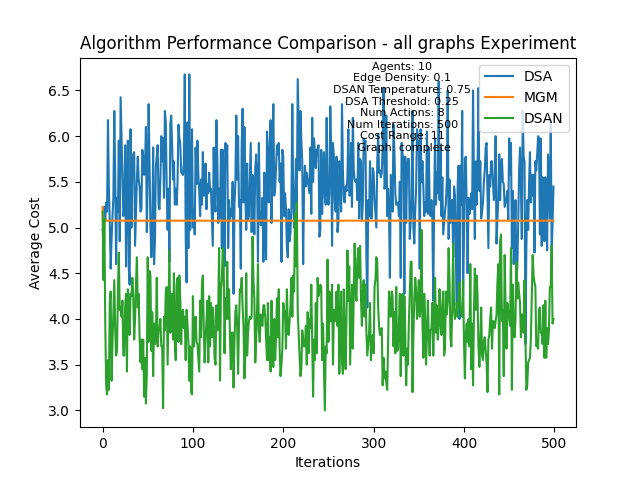 Algorithm Performance Comparison - all graphs Experiment
Agents: 10
Edge Density: 0.1
DSAN Temperature: 0.75
DSA Threshold: 0.25
Num Actions: 8
Num Iterations: 500
Cost Range: 11
Graph: complete
DSA
MGM
DSAN
Average Cost
6.5
6.0
5.5
5.0
4.5
4.0
3.5
3.0
0
100
200
300
400
500
Iterations